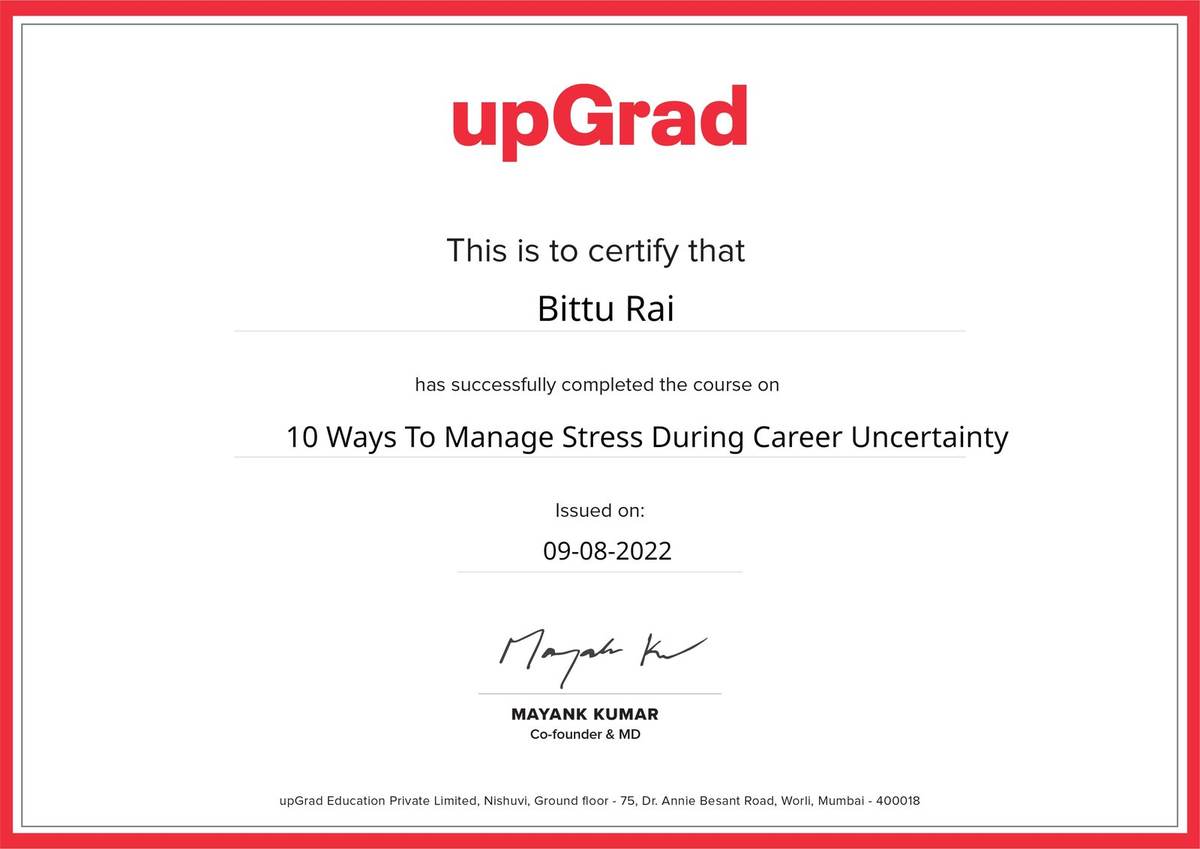 upGrad
This is to certify that
Bittu Rai
has successfully completed the course on
10 Ways To Manage Stress During Career Uncertainty
Issued on:
09-08-2022
Mayank Ku
MAYANK KUMAR
Co-founder & MD
upGrad Education Private Limited, Nishuvi, Ground floor - 75, Dr. Annie Besant Road, Worli, Mumbai - 400018